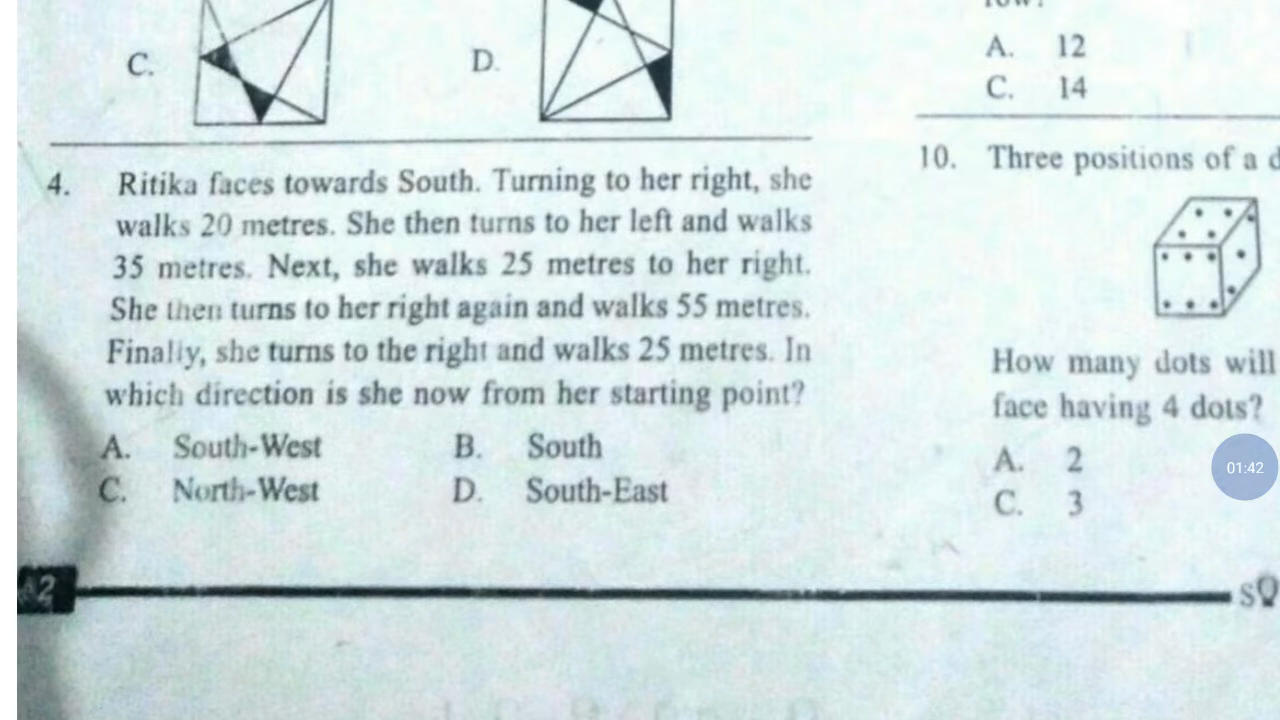 C.
D.
4. Ritika faces towards South. Turning to her right, she
walks 20 metres. She then turns to her left and walks
35 metres. Next, she walks 25 metres to her right.
She then turns to her right again and walks 55 metres.
Finally, she turns to the right and walks 25 metres. In
which direction is she now from her starting point?
A. South-West B. South
C. North-West D. South-East
A. 12
C. 14
10. Three positions of a d
How many dots will
face having 4 dots?
A. 2
C. 3
01:42